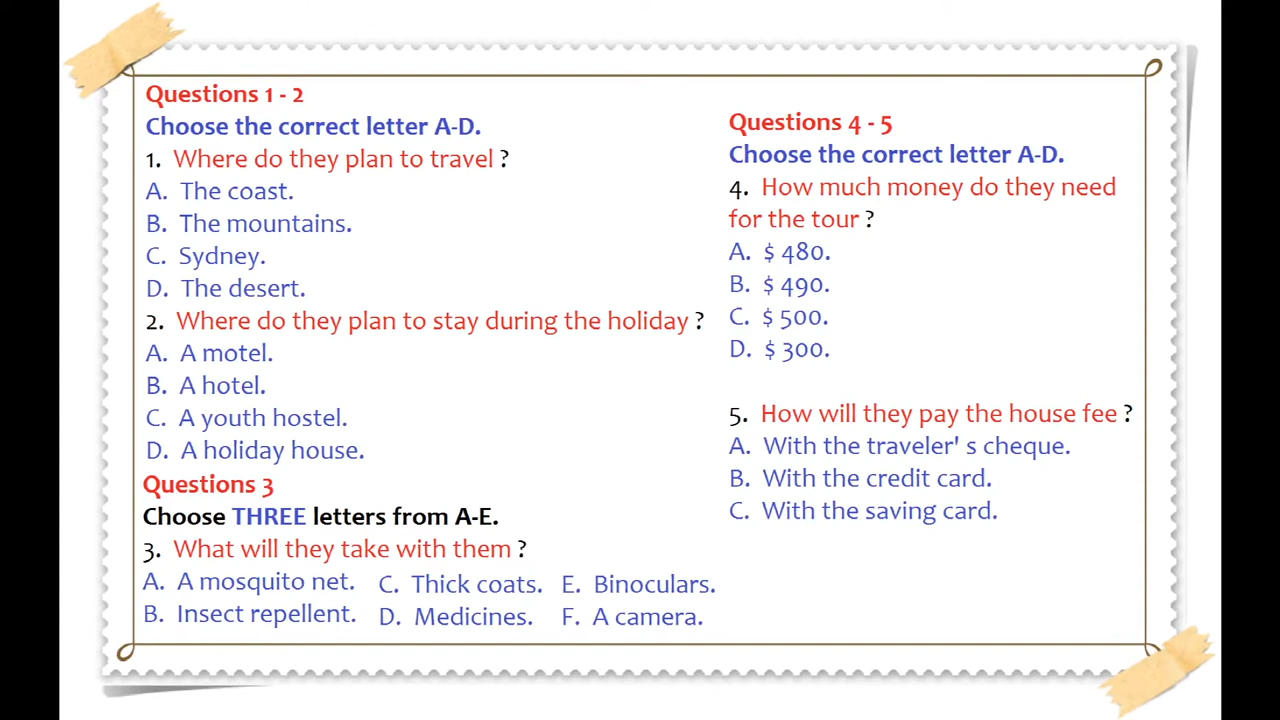 Questions 1 - 2
Choose the correct letter A-D.
1. Where do they plan to travel ?
A. The coast.
B. The mountains.
C. Sydney.
D. The desert.
2. Where do they plan to stay during the holiday ?
A. A motel.
B. A hotel.
C. A youth hostel.
D. A holiday house.
Questions 3
Choose THREE letters from A-E.
3. What will they take with them ?
A. A mosquito net. C. Thick coats. E. Binoculars.
B. Insect repellent. D. Medicines. F. A camera.
Questions 4 - 5
Choose the correct letter A-D.
4. How much money do they need
for the tour ?
A. $ 480.
B. $ 490.
C. $ 500.
D. $ 300.
5. How will they pay the house fee ?
A. With the traveler' s cheque.
B. With the credit card.
C. With the saving card.